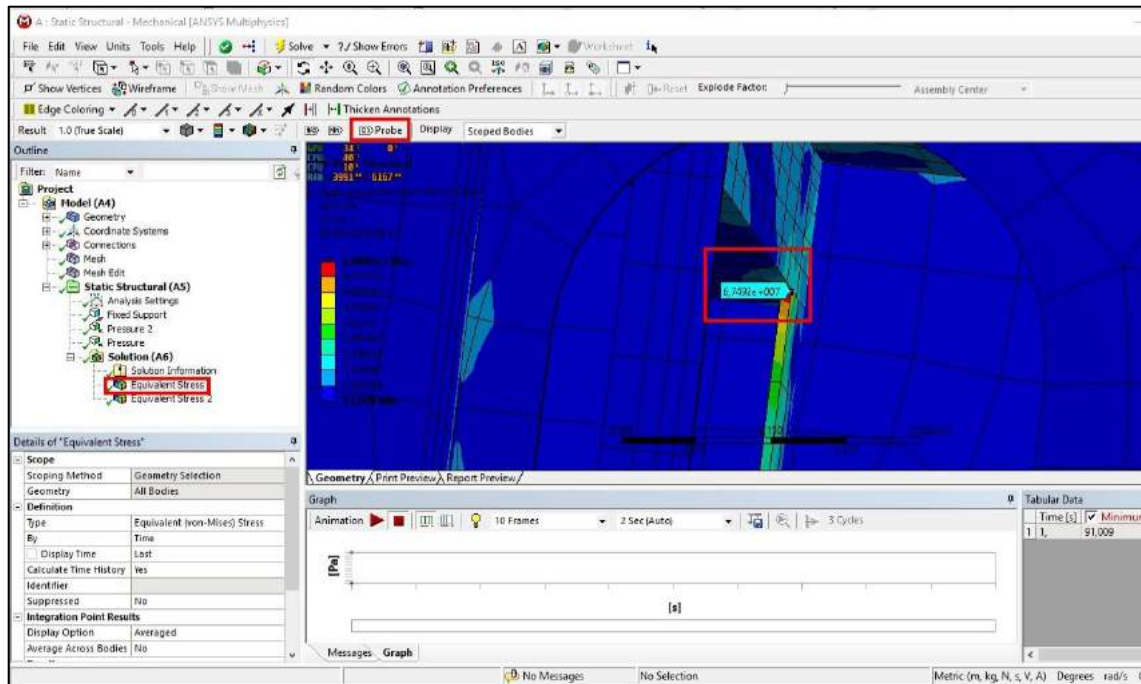 A : Static Structural - Mechanical [ANSYS Multiphysics]
File Edit View Units Tools Help Solve ?/ Show Errors Worksheet
Show Vertices Wireframe Show Mesh Random Colors Annotation Preferences Reset Explode Factor: Assembly Center
Edge Coloring Thicken Annotations
Result 1.0 (True Scale) Probe Display Scoped Bodies
Outline
Filter: Name
Project
Model (A4)
Geometry
Coordinate Systems
Connections
Mesh
Mesh Edit
Static Structural (A5)
Analysis Settings
Fixed Support
Pressure 2
Pressure
Solution (A6)
Solution Information
Equivalent Stress
Equivalent Stress 2
6,7492e+007
Details of "Equivalent Stress"
Scope
Scoping Method Geometry Selection
Geometry All Bodies
Definition
Type Equivalent (von-Mises) Stress
By Time
Display Time Last
Calculate Time History Yes
Identifier
Suppressed No
Integration Point Results
Display Option Averaged
Average Across Bodies No
Geometry Print Preview Report Preview
Graph
Animation 10 Frames 2 Sec (Auto) 3 Cycles
[Pa]
[s]
Messages Graph
Tabular Data
Time [s] Minimum
1 1, 91,009
No Messages No Selection Metric (m, kg, N, s, V, A) Degrees rad/s